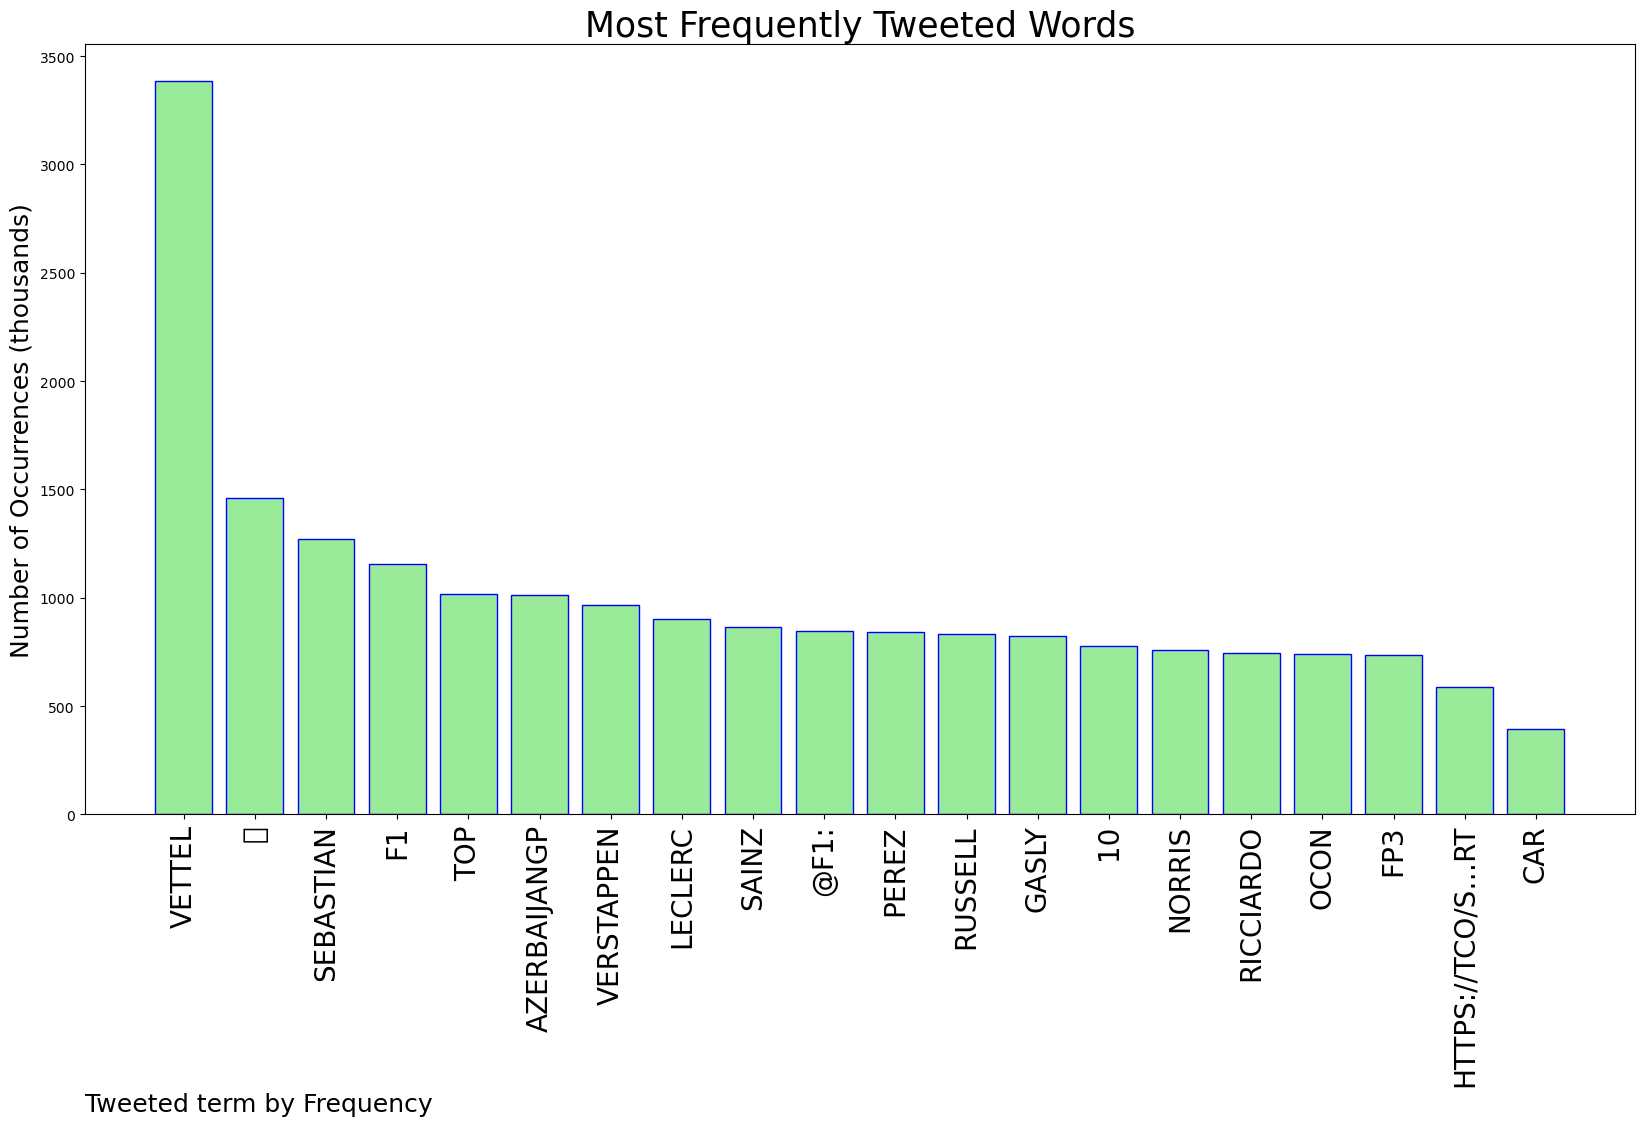 Most Frequently Tweeted Words
Number of Occurrences (thousands)
3500
3000
2500
2000
1500
1000
500
0
VETTEL
SEBASTIAN
F1
TOP
AZERBAIJANGP
VERSTAPPEN
LECLERC
SAINZ
@F1:
PEREZ
RUSSELL
GASLY
10
NORRIS
RICCIARDO
OCON
FP3
HTTPS://TCO/S…RT
CAR
Tweeted term by Frequency